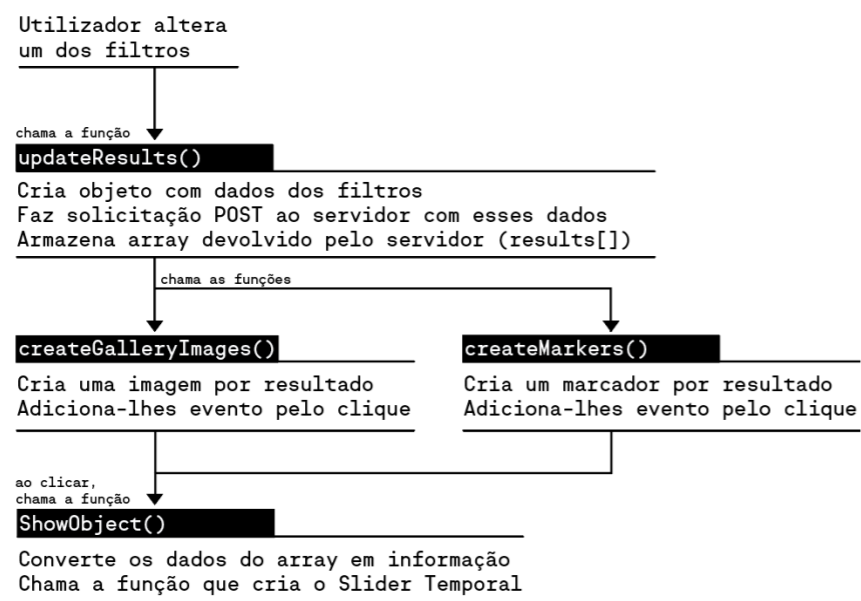 Utilizador altera
um dos filtros
chama a função
updateResults()
Cria objeto com dados dos filtros
Faz solicitação POST ao servidor com esses dados
Armazena array devolvido pelo servidor (results[])
chama as funções
createGalleryImages()
Cria uma imagem por resultado
Adiciona-lhes evento pelo clique
createMarkers()
Cria um marcador por resultado
Adiciona-lhes evento pelo clique
ao clicar,
chama a função
ShowObject()
Converte os dados do array em informação
Chama a função que cria o Slider Temporal